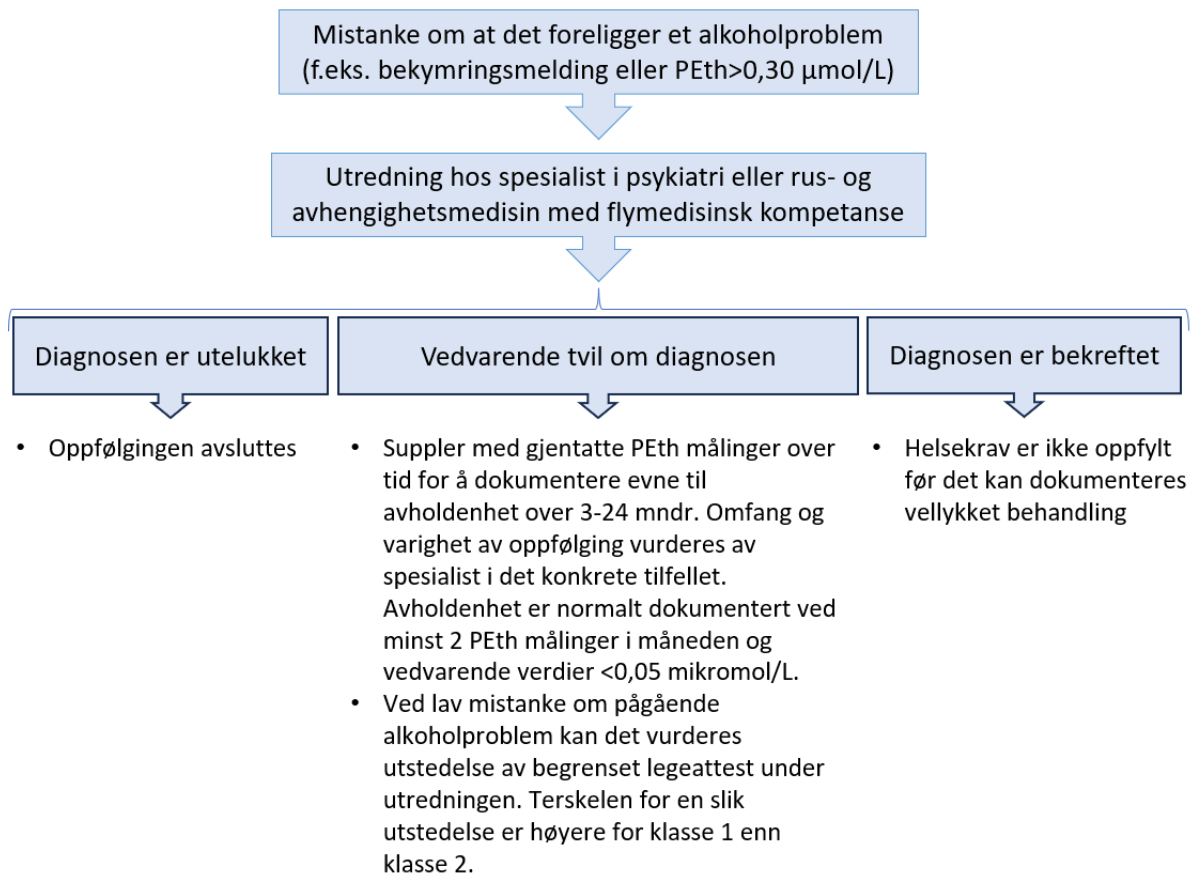 Mistanke om at det foreligger et alkoholproblem
(f.eks. bekymringsmelding eller PEth>0,30 µmol/L)
Utredning hos spesialist i psykiatri eller rus- og
avhengighetsmedisin med flymedisinsk kompetanse
Diagnosen er utelukket
• Oppfølgingen avsluttes
Vedvarende tvil om diagnosen
• Suppler med gjentatte PEth målinger over
tid for å dokumentere evne til
avholdenhet over 3-24 mndr. Omfang og
varighet av oppfølging vurderes av
spesialist i det konkrete tilfellet.
Avholdenhet er normalt dokumentert ved
minst 2 PEth målinger i måneden og
vedvarende verdier <0,05 mikromol/L.
• Ved lav mistanke om pågående
alkoholproblem kan det vurderes
utstedelse av begrenset legeattest under
utredningen. Terskelen for en slik
utstedelse er høyere for klasse 1 enn
klasse 2.
Diagnosen er bekreftet
• Helsekrav er ikke oppfylt
før det kan dokumenteres
vellykket behandling